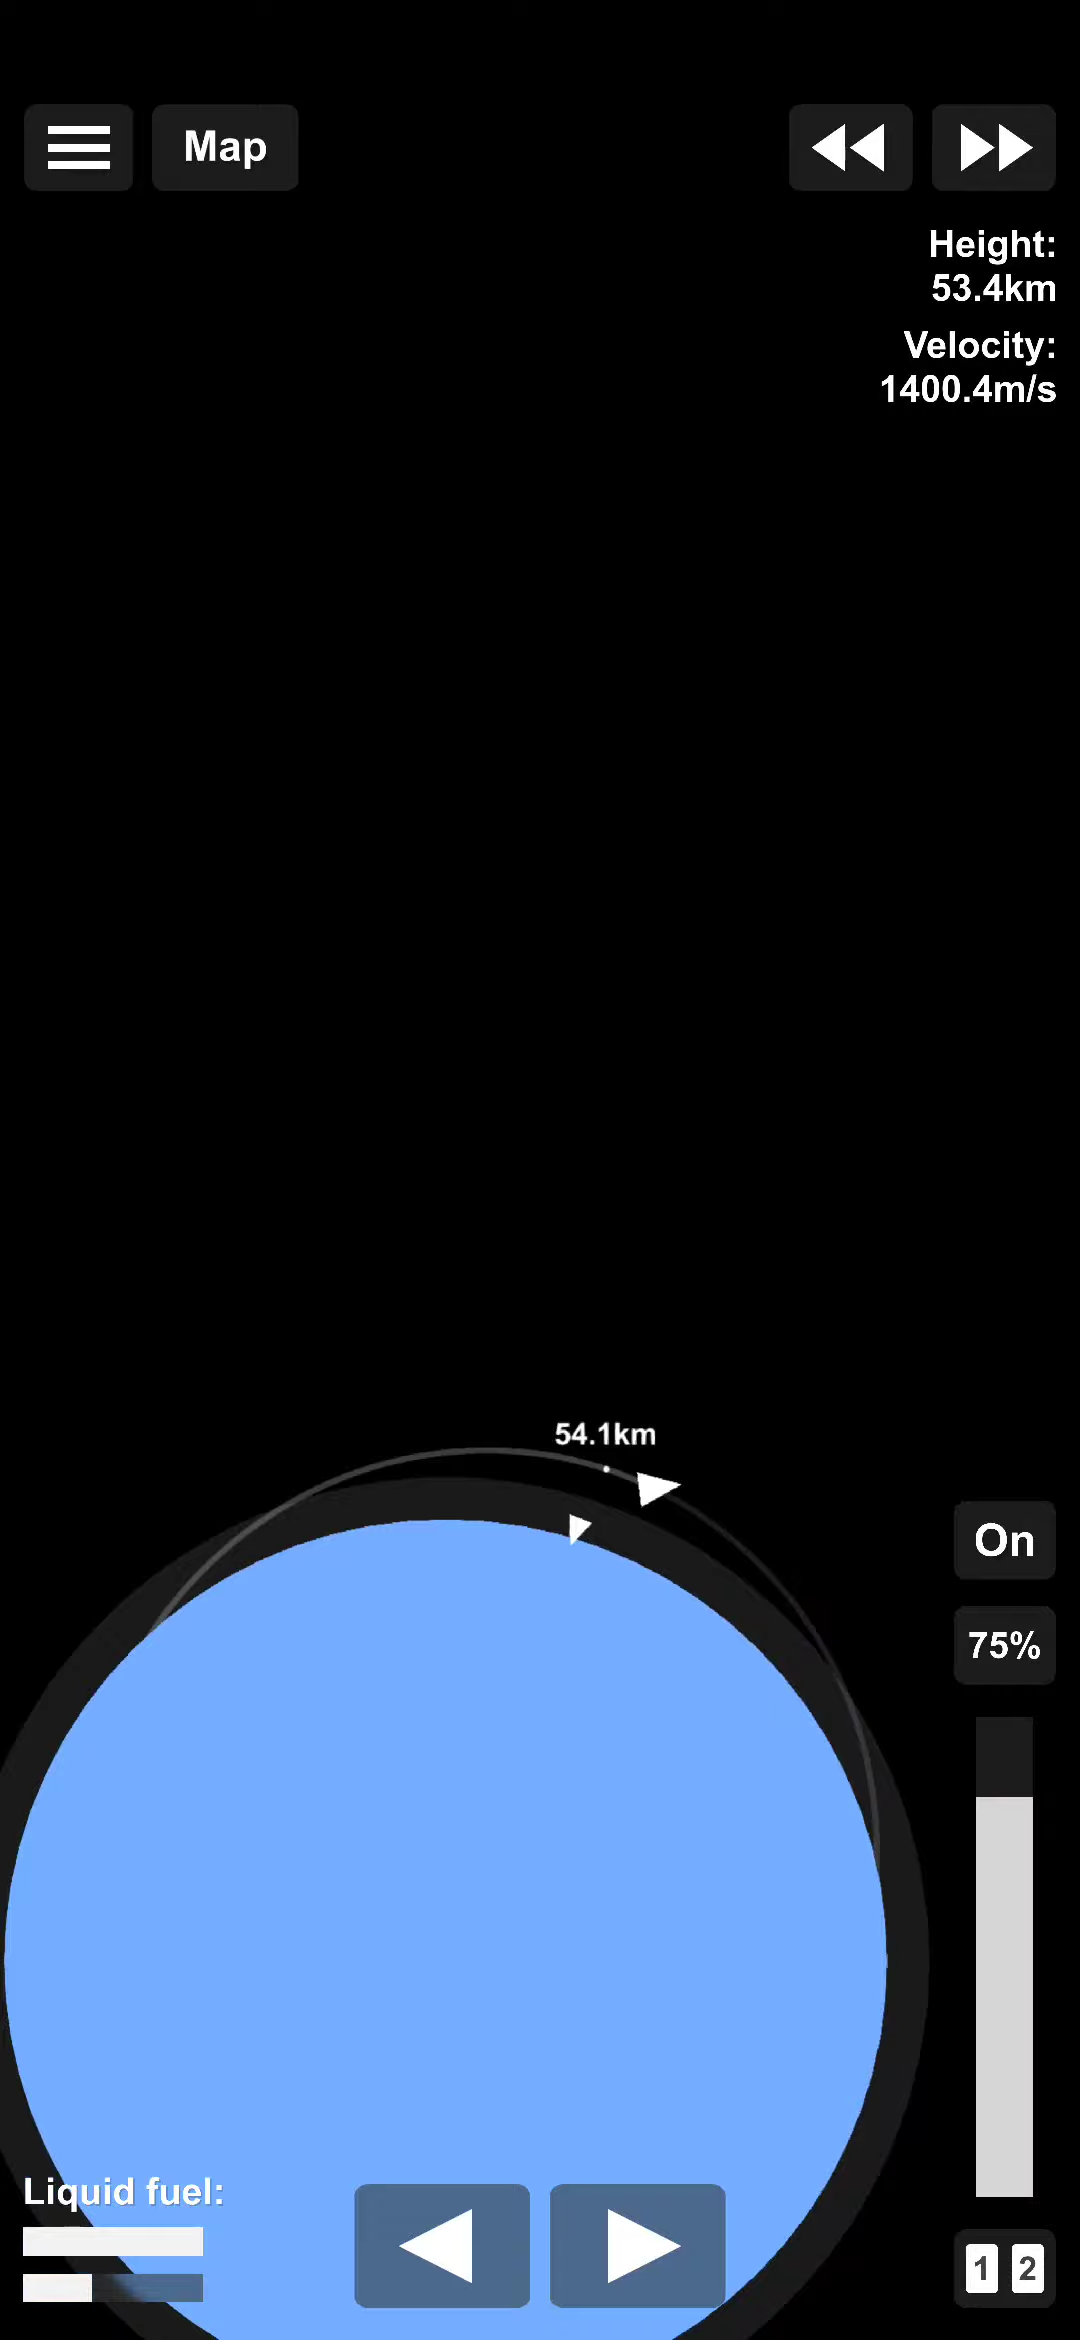 Map
Height:
53.4km
Velocity:
1400.4m/s
54.1km
On
75%
Liquid fuel:
1 2